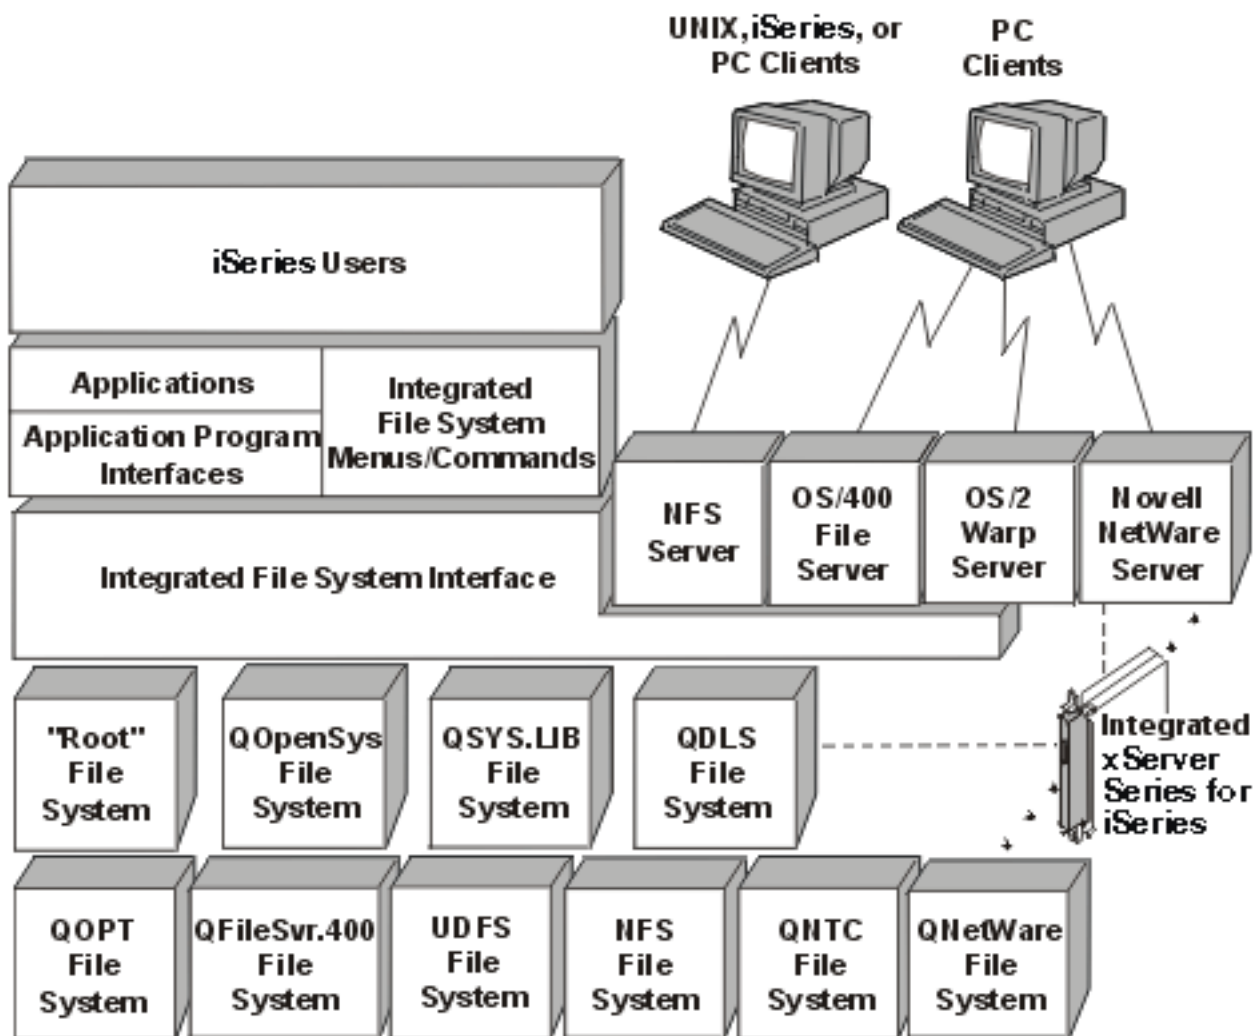 UNIX, iSeries, or
PC Clients
PC
Clients
iSeries Users
Applications
Application Program
Interfaces
Integrated
File System
Menus/Commands
NFS
Server
OS/400
File
Server
OS/2
Warp
Server
Novell
NetWare
Server
Integrated File System Interface
"Root"
File
System
QOpenSys
File
System
QSYS.LIB
File
System
QDLS
File
System
Integrated
xServer
Series for
iSeries
QOPT
File
System
QFileSvr.400
File
System
UDFS
File
System
NFS
File
System
QNTC
File
System
QNetWare
File
System